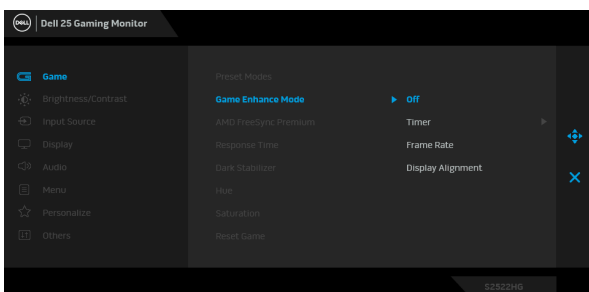 DELL Dell 25 Gaming Monitor
Game
Brightness/Contrast
Input Source
Display
Audio
Menu
Personalize
Others
Preset Modes
Game Enhance Mode
AMD FreeSync Premium
Response Time
Dark Stabilizer
Hue
Saturation
Reset Game
Off
Timer
Frame Rate
Display Alignment
S2522HG